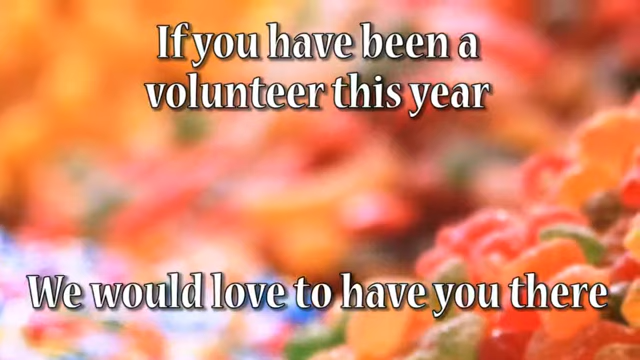 If you have been a
volunteer this year
We would love to have you there